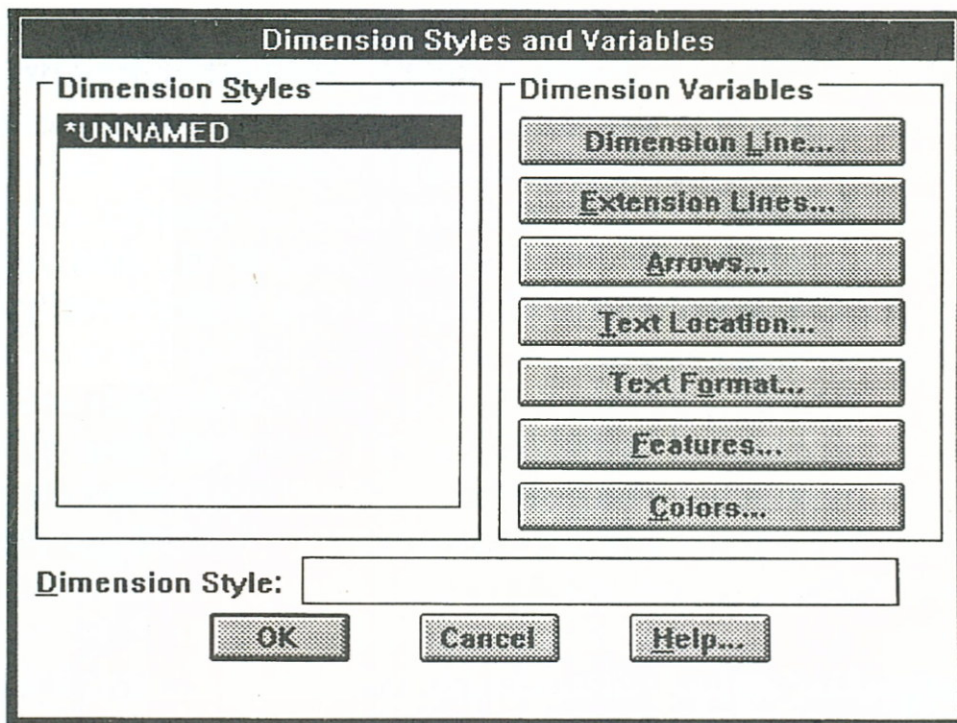 Dimension Styles and Variables
Dimension Styles
*UNNAMED
Dimension Variables
Dimension Line...
Extension Lines...
Arrows...
Text Location...
Text Format...
Features...
Colors...
Dimension Style:
OK
Cancel
Help...